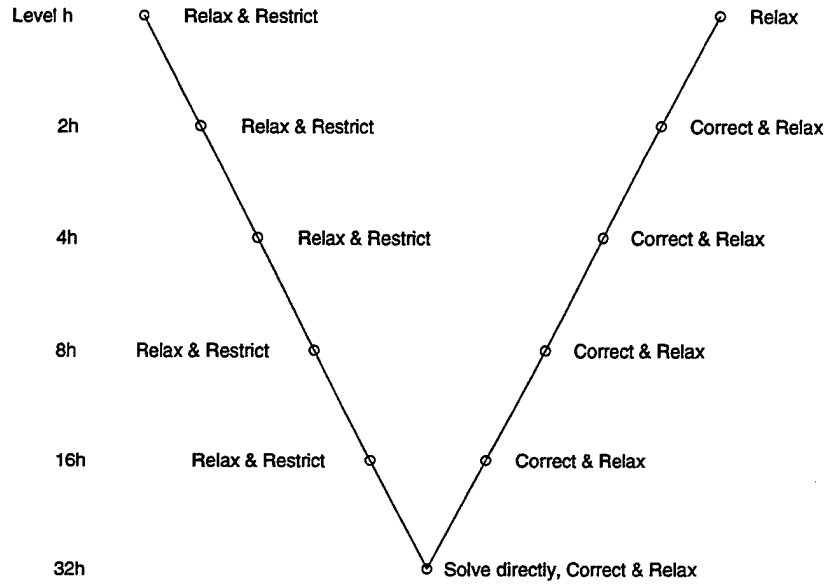 Level h Relax & Restrict Relax
2h Relax & Restrict Correct & Relax
4h Relax & Restrict Correct & Relax
8h Relax & Restrict Correct & Relax
16h Relax & Restrict Correct & Relax
32h Solve directly, Correct & Relax